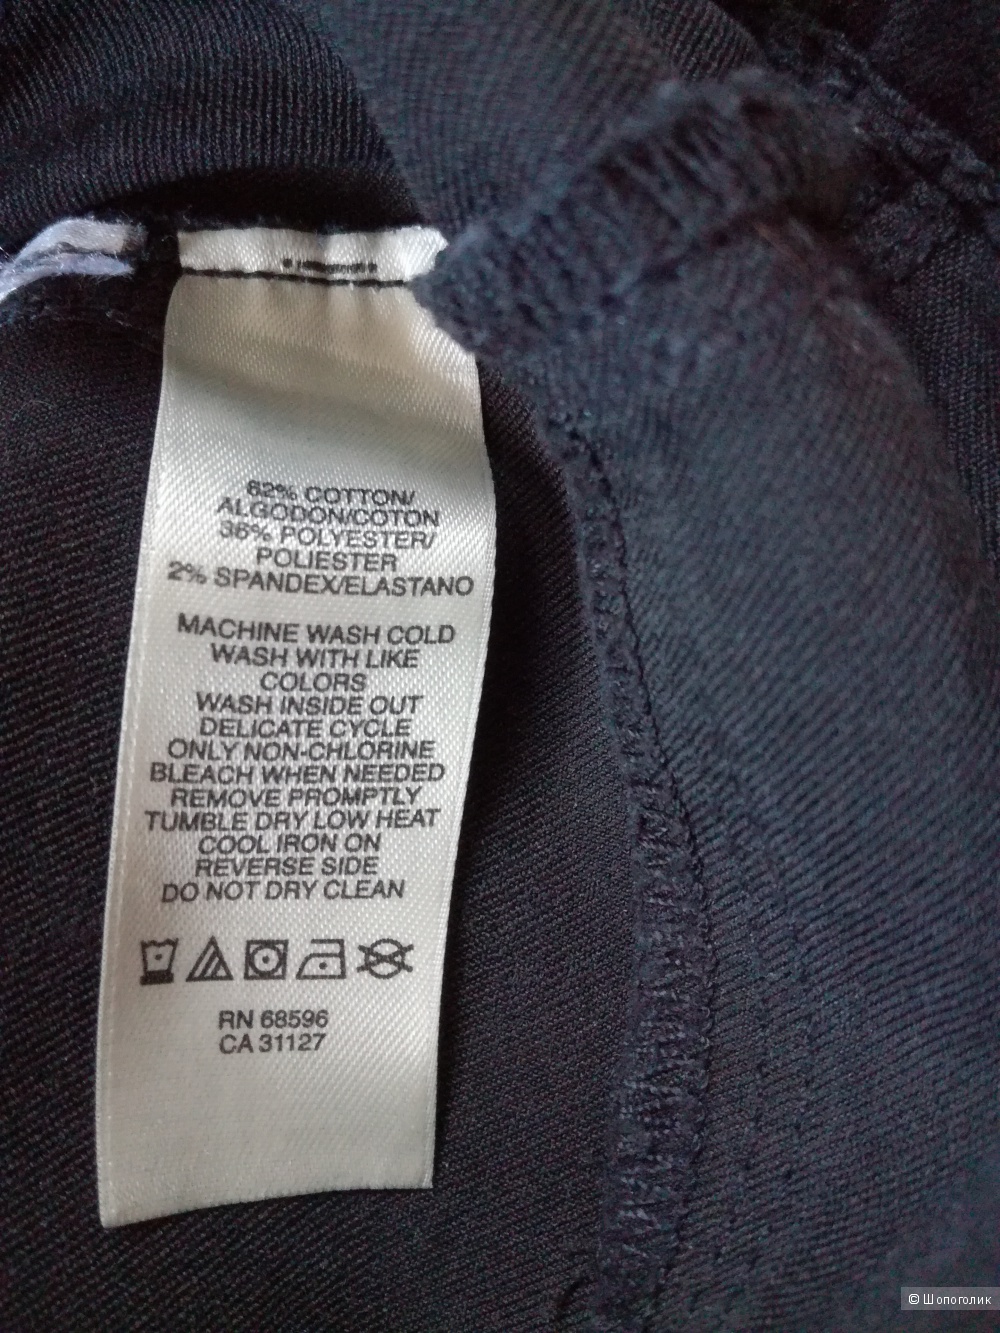 62% COTTON/
ALGODON/COTON
36% POLYESTER/
POLIESTER
2% SPANDEX/ELASTANO
MACHINE WASH COLD
WASH WITH LIKE
COLORS
WASH INSIDE OUT
DELICATE CYCLE
ONLY NON-CHLORINE
BLEACH WHEN NEEDED
REMOVE PROMPTLY
TUMBLE DRY LOW HEAT
COOL IRON ON
REVERSE SIDE
DO NOT DRY CLEAN
RN 68596
CA 31127
© Шопоголик